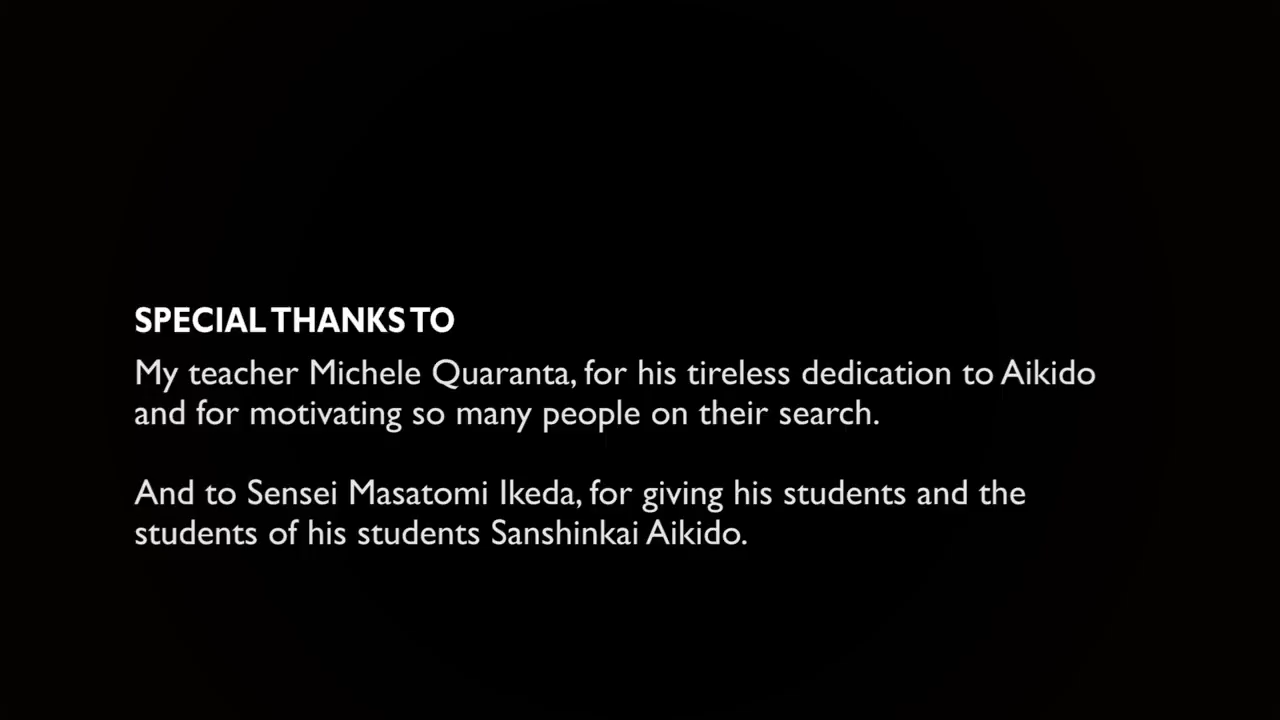 SPECIAL THANKS TO
My teacher Michele Quaranta, for his tireless dedication to Aikido
and for motivating so many people on their search.
And to Sensei Masatomi Ikeda, for giving his students and the
students of his students Sanshinkai Aikido.